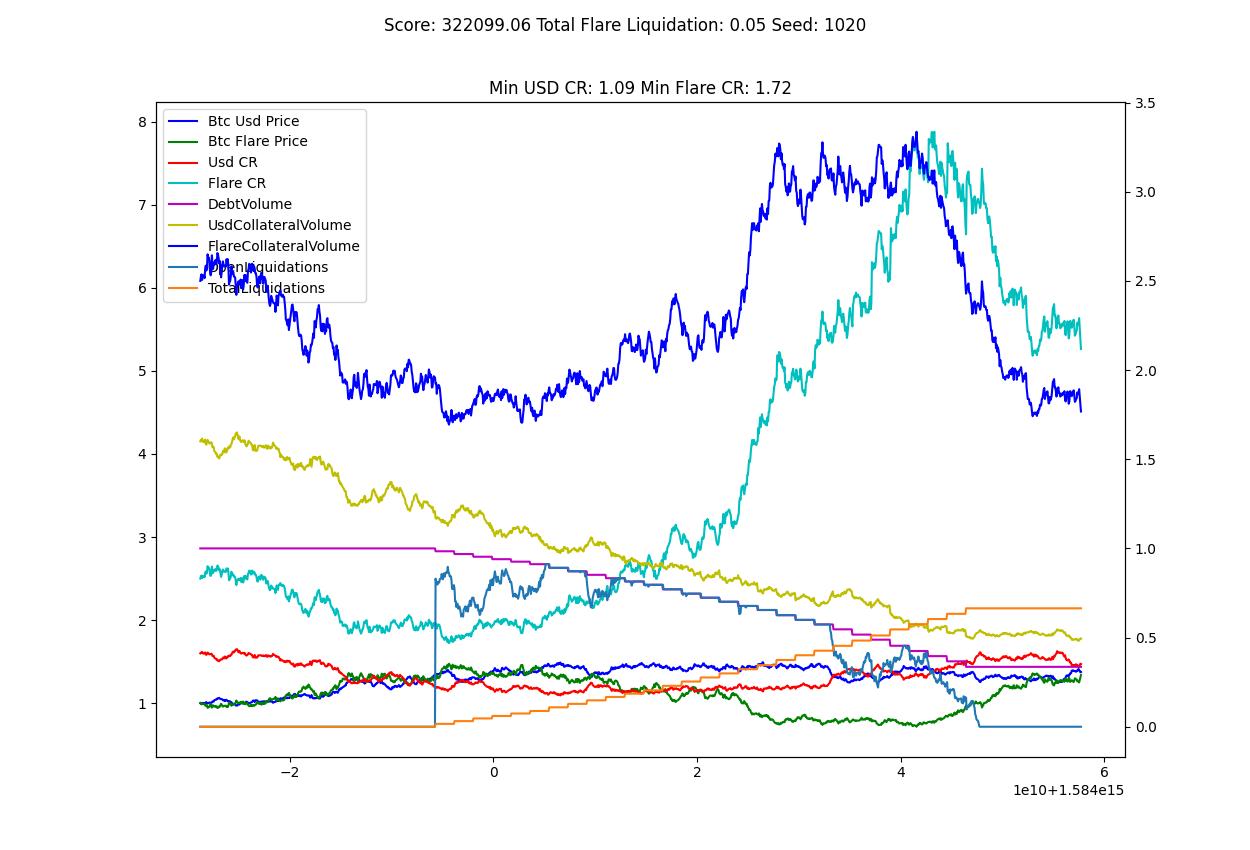 Score: 322099.06 Total Flare Liquidation: 0.05 Seed: 1020
Min USD CR: 1.09 Min Flare CR: 1.72
Btc Usd Price
Btc Flare Price
Usd CR
Flare CR
DebtVolume
UsdCollateralVolume
FlareCollateralVolume
OpenLiquidations
TotalLiquidations
8
7
6
5
4
3
2
1
3.5
3.0
2.5
2.0
1.5
1.0
0.5
0.0
−2 0 2 4 6
1e10+1.584e15